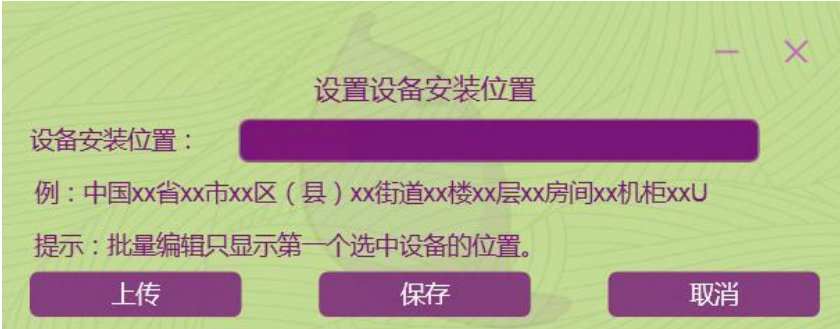 设置设备安装位置
设备安装位置：
例：中国xx省xx市xx区（县）xx街道xx楼xx层xx房间xx机柜xxU
提示：批量编辑只显示第一个选中设备的位置。
上传 保存 取消